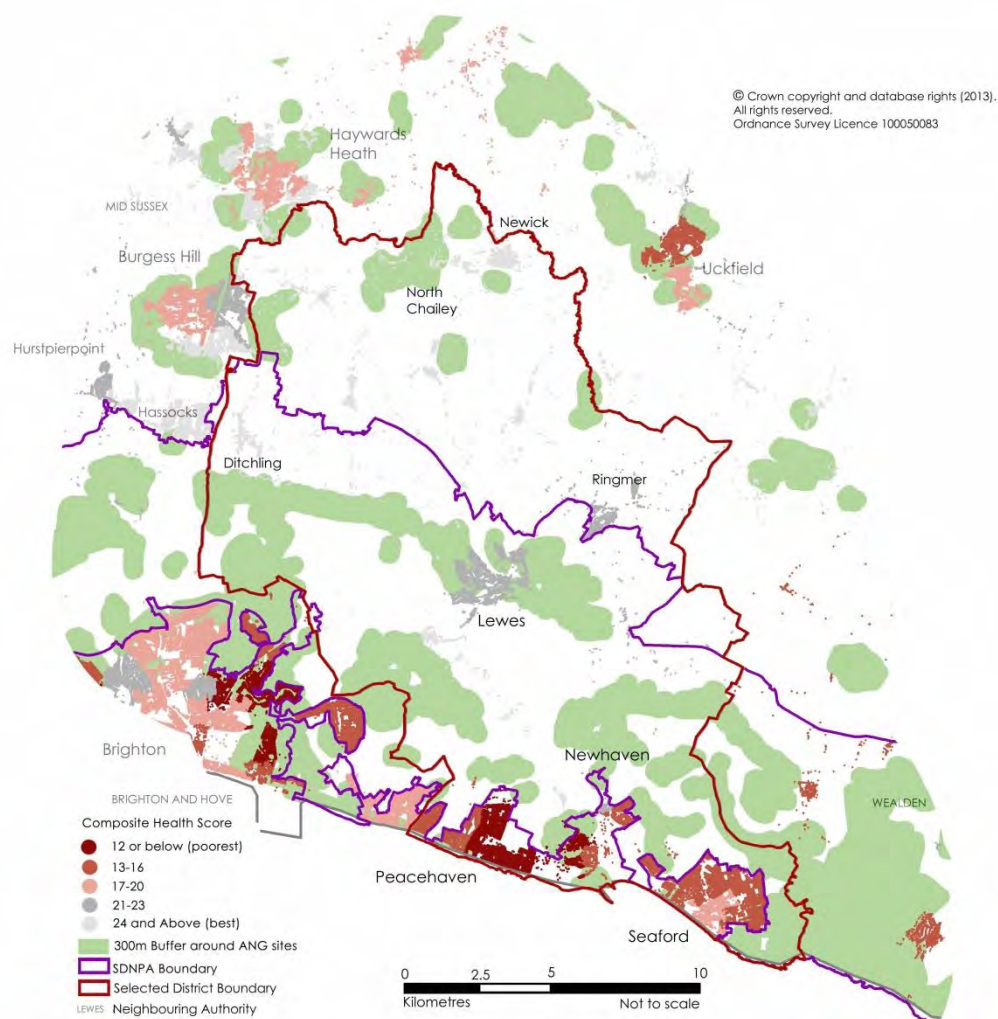 © Crown copyright and database rights (2013).
All rights reserved.
Ordnance Survey Licence 100050083
Haywards
Heath
MID SUSSEX
Newick
Burgess Hill
Uckfield
North
Chailey
Hurstpierpoint
Hassocks
Ditchling
Ringmer
Lewes
Brighton
Newhaven
BRIGHTON AND HOVE
WEALDEN
Composite Health Score
12 or below (poorest)
13-16
17-20
21-23
24 and Above (best)
300m Buffer around ANG sites
SDNPA Boundary
Selected District Boundary
LEWES Neighbouring Authority
Peacehaven
Seaford
0 2.5 5 10
Kilometres Not to scale